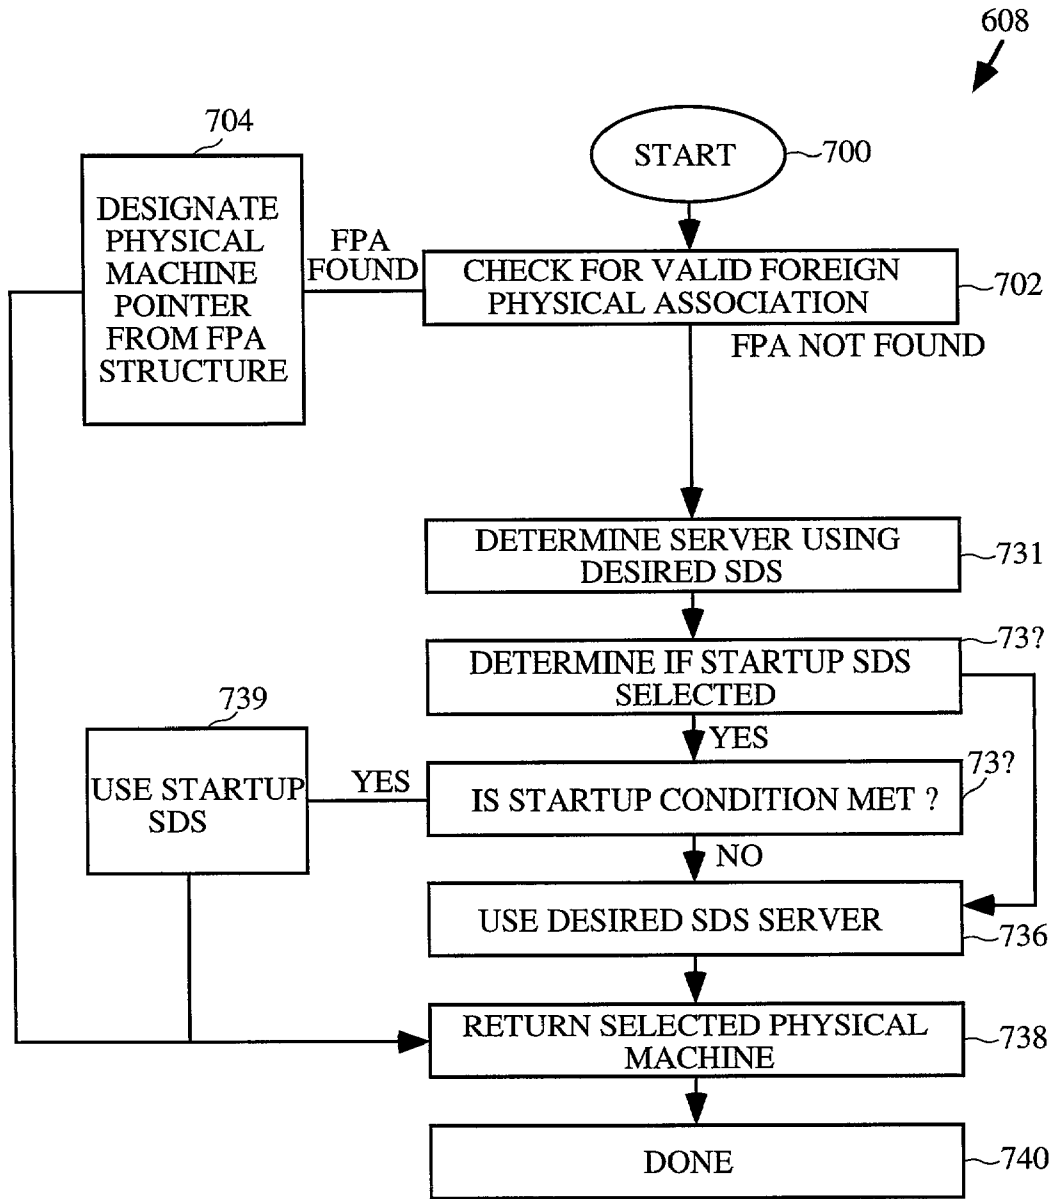 608
704
START
700
DESIGNATE
PHYSICAL
MACHINE
POINTER
FROM FPA
STRUCTURE
FPA
FOUND
CHECK FOR VALID FOREIGN
PHYSICAL ASSOCIATION
702
FPA NOT FOUND
DETERMINE SERVER USING
DESIRED SDS
731
73?
DETERMINE IF STARTUP SDS
SELECTED
739
YES
73?
USE STARTUP
SDS
YES
IS STARTUP CONDITION MET ?
NO
USE DESIRED SDS SERVER
736
RETURN SELECTED PHYSICAL
MACHINE
738
DONE
740